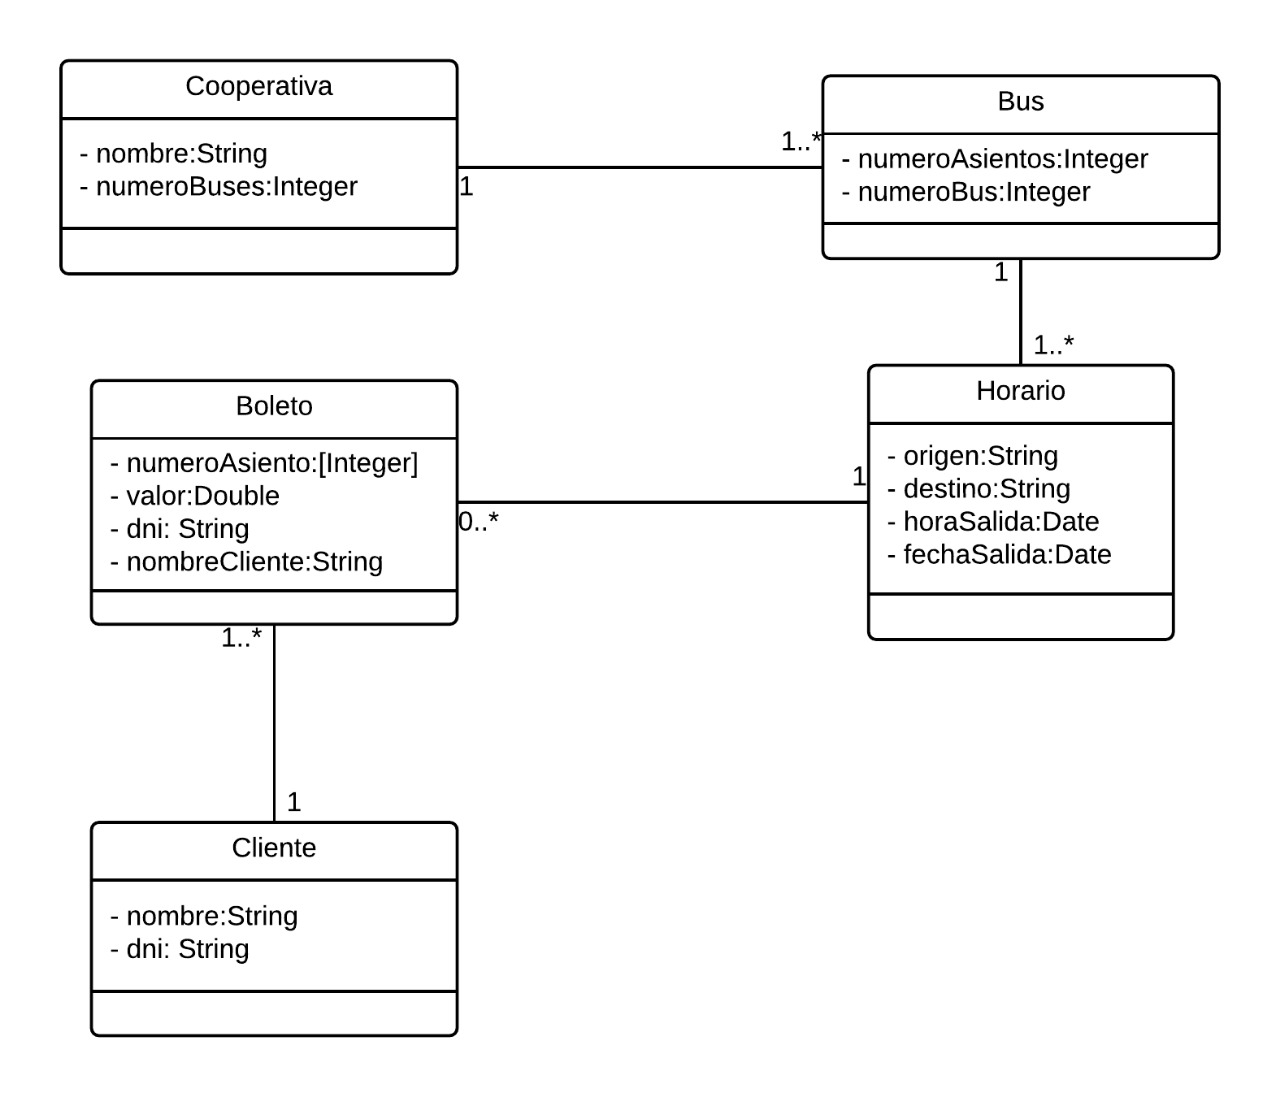 Cooperativa
- nombre:String
- numeroBuses:Integer
1
1..*
Bus
- numeroAsientos:Integer
- numeroBus:Integer
1
1..*
Horario
- origen:String
- destino:String
- horaSalida:Date
- fechaSalida:Date
1
0..*
Boleto
- numeroAsiento:[Integer]
- valor:Double
- dni: String
- nombreCliente:String
1..*
1
Cliente
- nombre:String
- dni: String